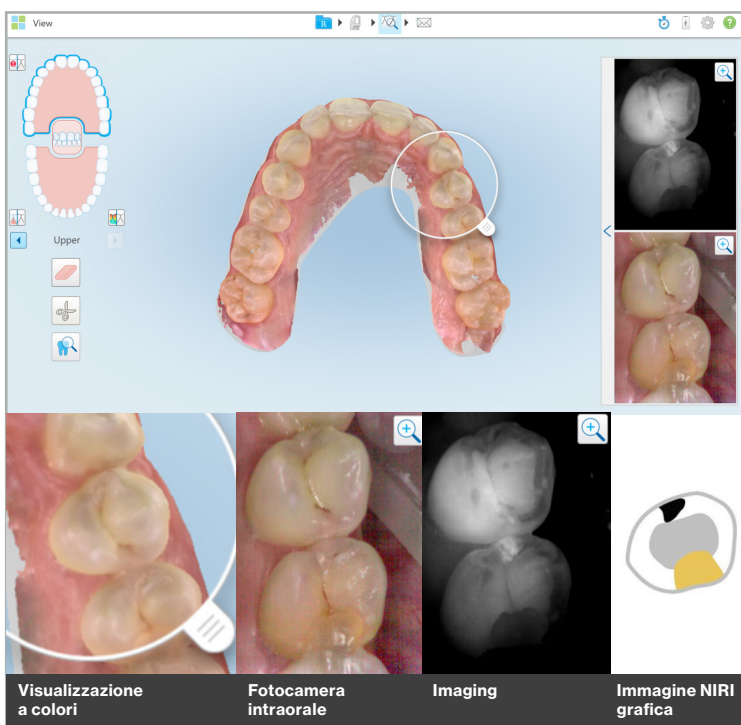 View
Upper
Visualizzazione
a colori
Fotocamera
intraorale
Imaging
Immagine NIRI
grafica